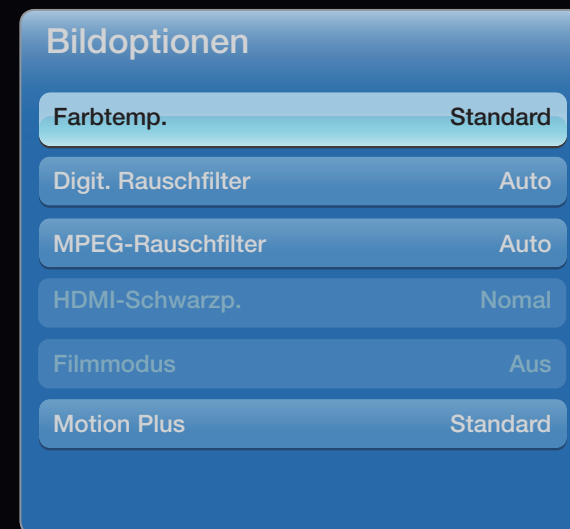 Bildoptionen
Farbtemp. Standard
Digit. Rauschfilter Auto
MPEG-Rauschfilter Auto
HDMI-Schwarzp. Nomal
Filmmodus Aus
Motion Plus Standard